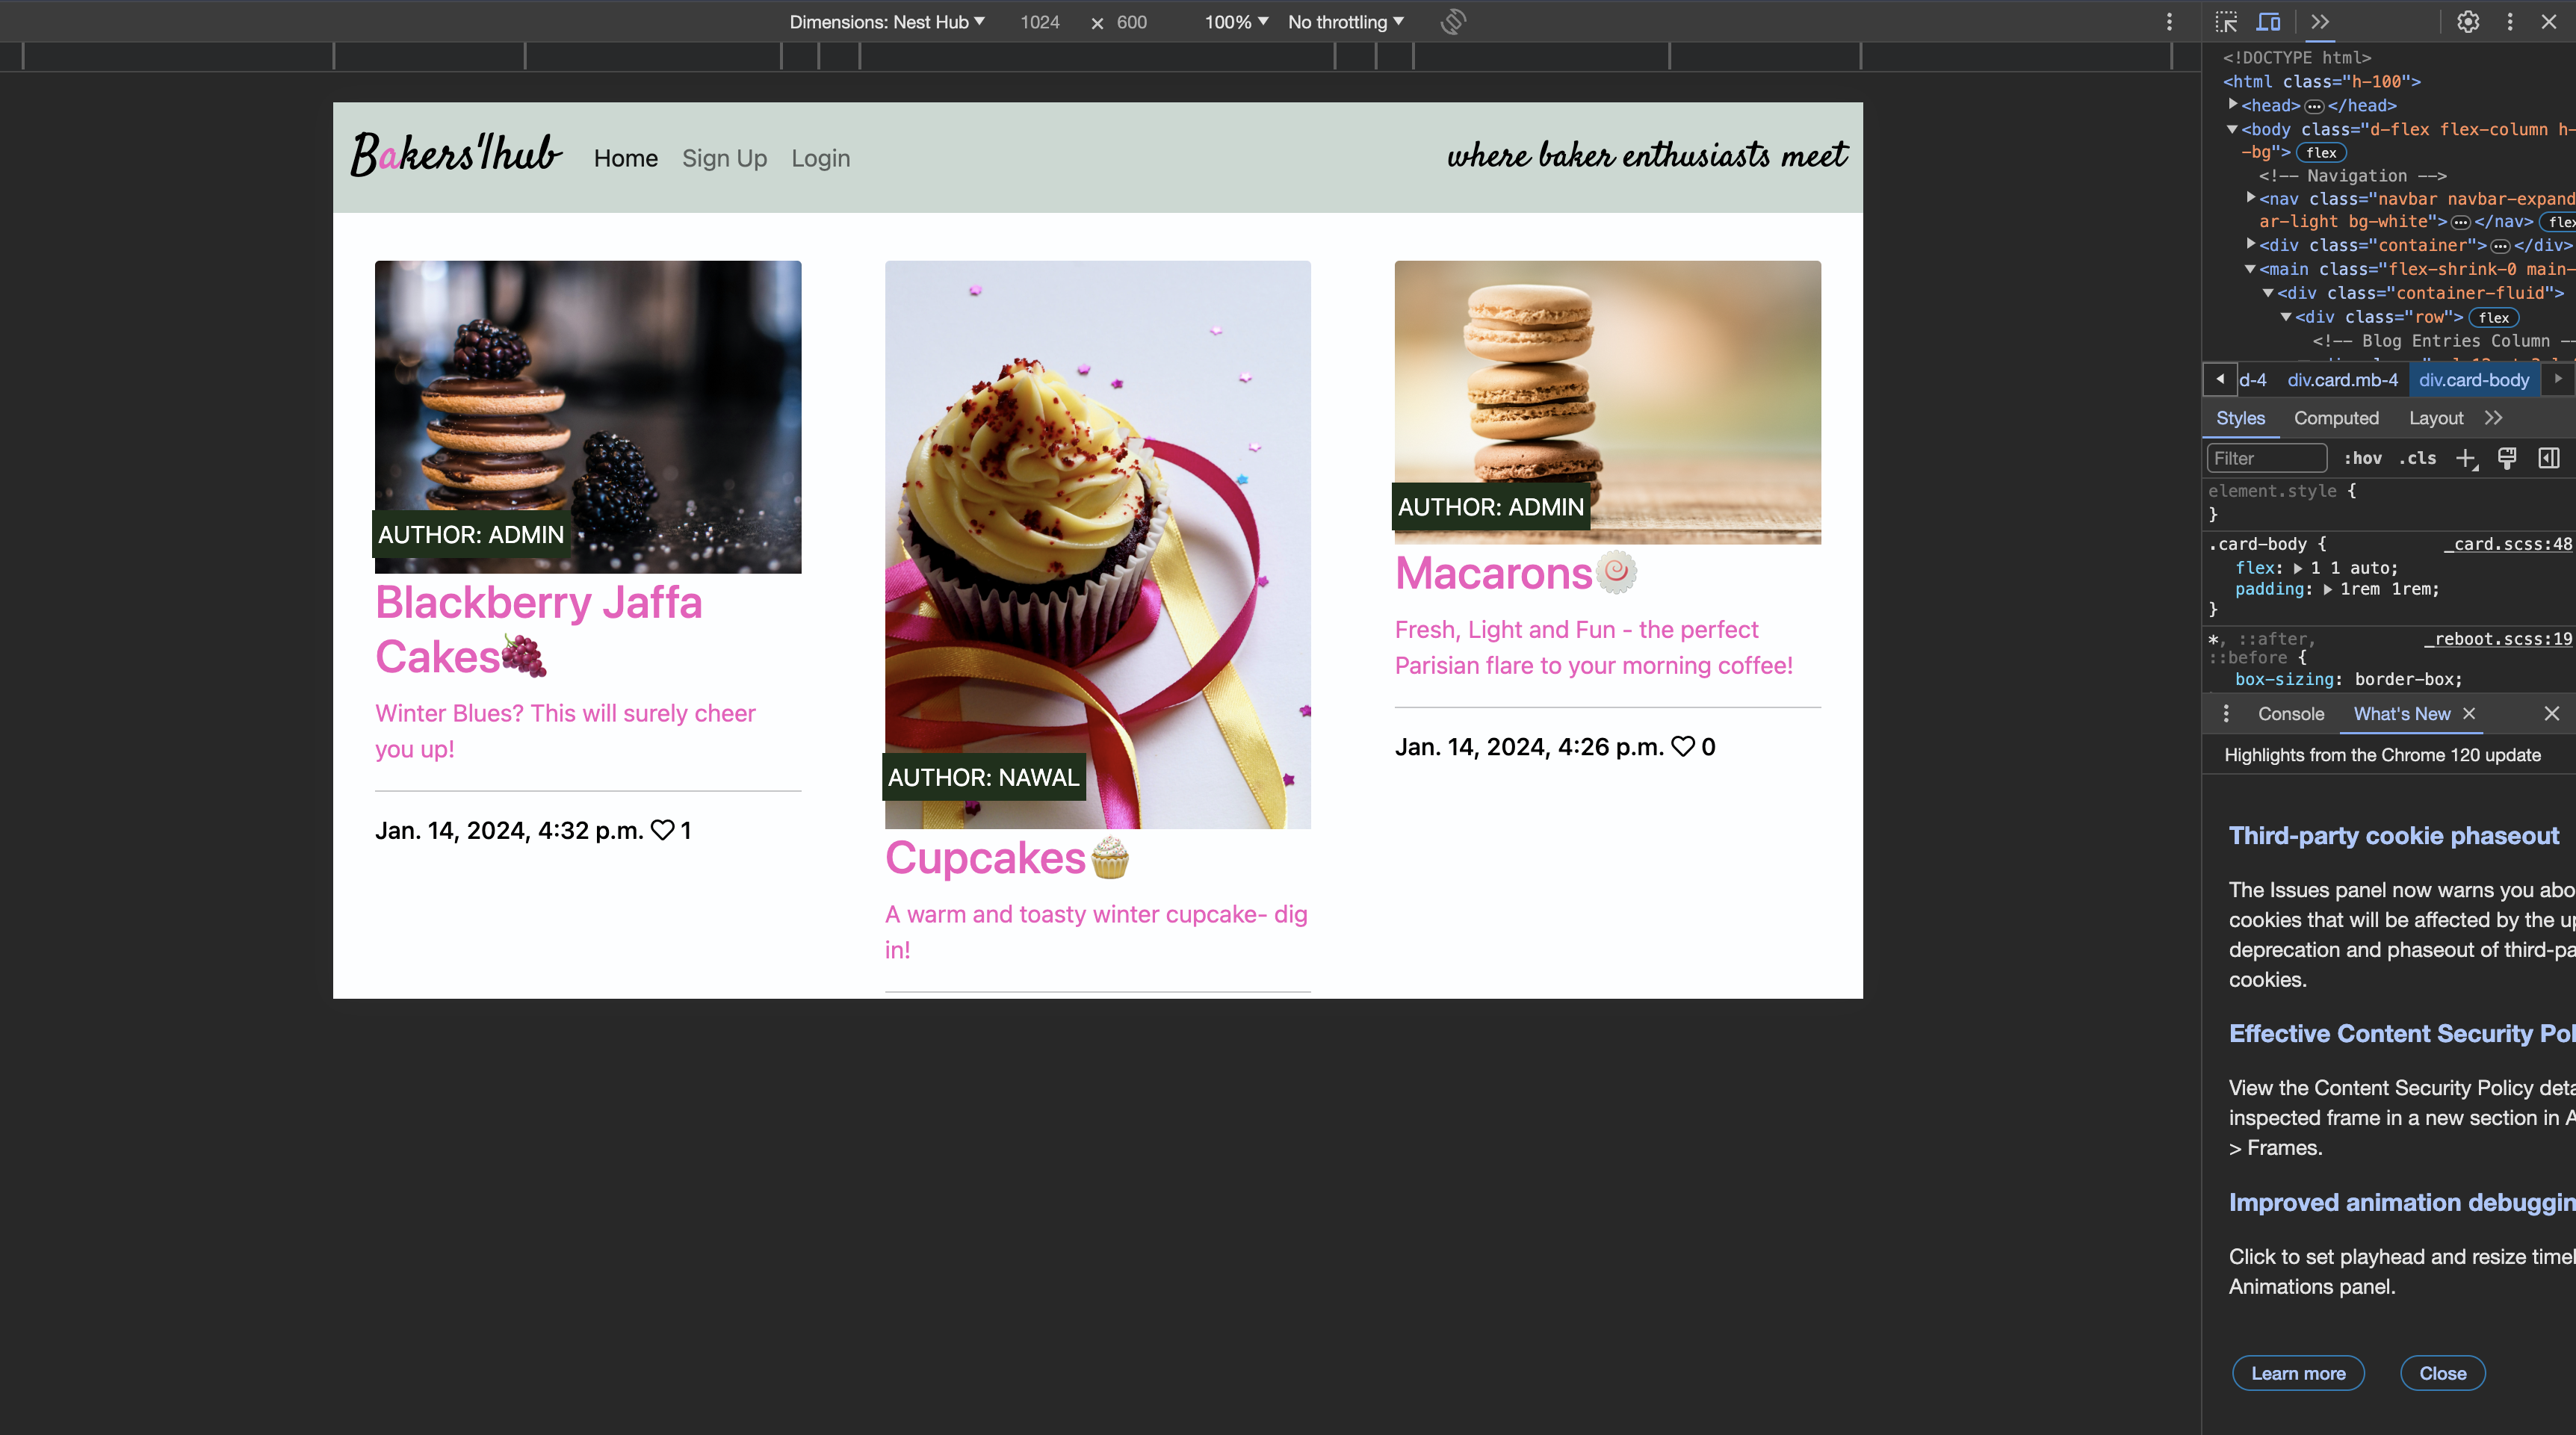 Dimensions: Nest Hub 1024 × 600 100% No throttling
Bakers'Hub Home Sign Up Login where baker enthusiasts meet
AUTHOR: ADMIN
Blackberry Jaffa
Cakes
Winter Blues? This will surely cheer
you up!
Jan. 14, 2024, 4:32 p.m. 1
AUTHOR: NAWAL
Cupcakes
A warm and toasty winter cupcake- dig
in!
AUTHOR: ADMIN
Macarons
Fresh, Light and Fun - the perfect
Parisian flare to your morning coffee!
Jan. 14, 2024, 4:26 p.m. 0
<!DOCTYPE html>
<html class="h-100">
<head>…</head>
<body class="d-flex flex-column h-
-bg"> flex
<!-- Navigation -->
<nav class="navbar navbar-expand
ar-light bg-white">…</nav> flex
<div class="container">…</div>
<main class="flex-shrink-0 main-
<div class="container-fluid">
<div class="row"> flex
<!-- Blog Entries Column --
d-4 div.card.mb-4 div.card-body
Styles Computed Layout
Filter :hov .cls
element.style {
}
.card-body { _card.scss:48
flex: 1 1 auto;
padding: 1rem 1rem;
}
*, ::after, _reboot.scss:19
::before {
box-sizing: border-box;
Console What's New
Highlights from the Chrome 120 update
Third-party cookie phaseout
The Issues panel now warns you abo
cookies that will be affected by the up
deprecation and phaseout of third-pa
cookies.
Effective Content Security Pol
View the Content Security Policy deta
inspected frame in a new section in A
> Frames.
Improved animation debuggin
Click to set playhead and resize timel
Animations panel.
Learn more Close